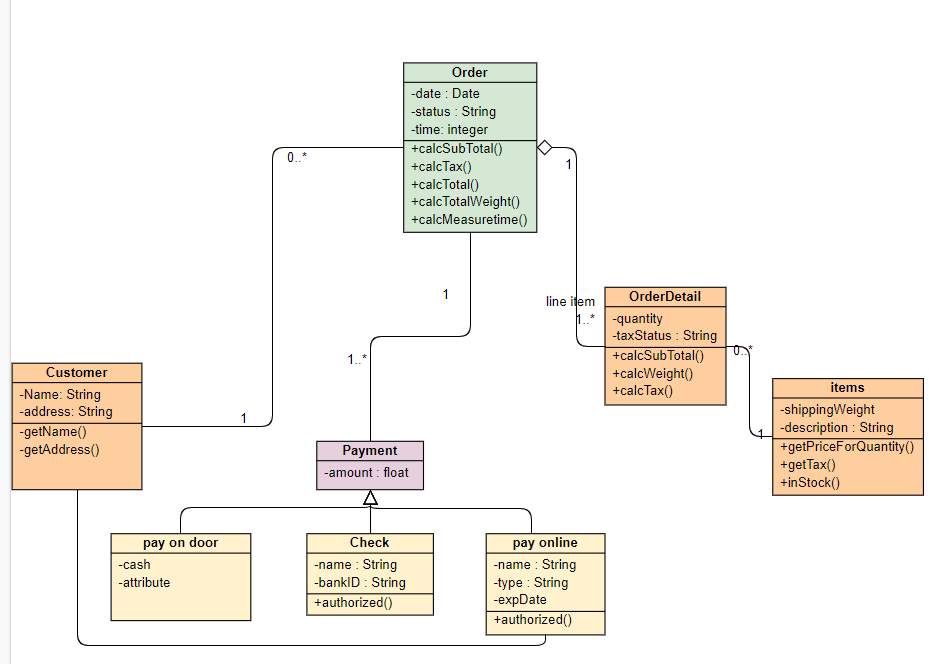 Order
-date : Date
-status : String
-time: integer
+calcSubTotal()
+calcTax()
+calcTotal()
+calcTotalWeight()
+calcMeasuretime()
0..*
1
1
line item
1..*
OrderDetail
-quantity
-taxStatus : String
+calcSubTotal()
+calcWeight()
+calcTax()
0..*
1..*
Customer
-Name: String
-address: String
-getName()
-getAddress()
1
items
-shippingWeight
-description : String
+getPriceForQuantity()
+getTax()
+inStock()
1
Payment
-amount : float
pay on door
-cash
-attribute
Check
-name : String
-bankID : String
+authorized()
pay online
-name : String
-type : String
-expDate
+authorized()